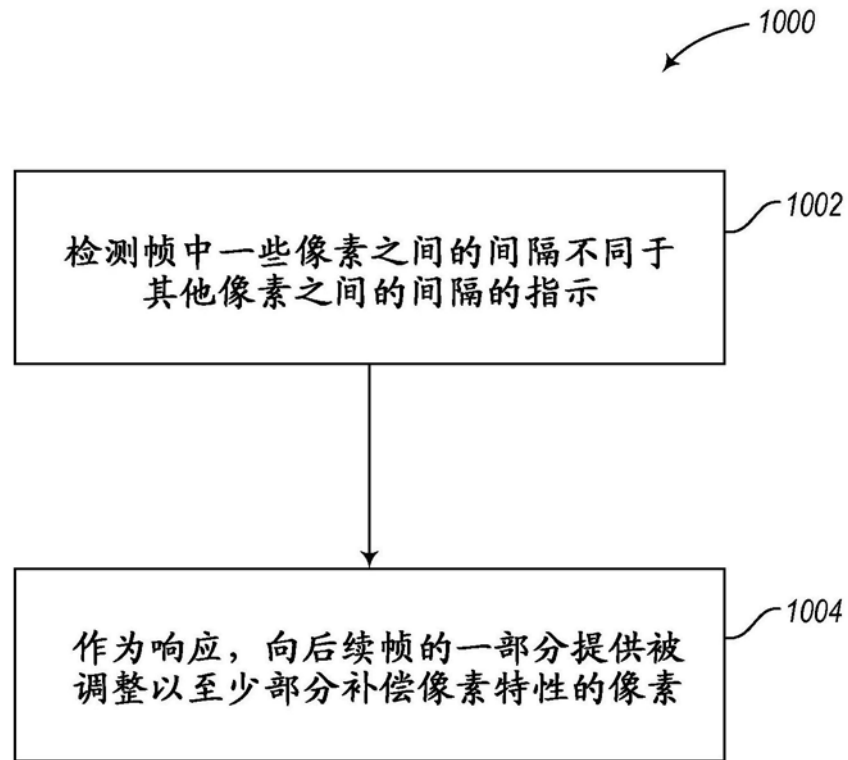 1000
1002
检测帧中一些像素之间的间隔不同于
其他像素之间的间隔的指示
1004
作为响应，向后续帧的一部分提供被
调整以至少部分补偿像素特性的像素